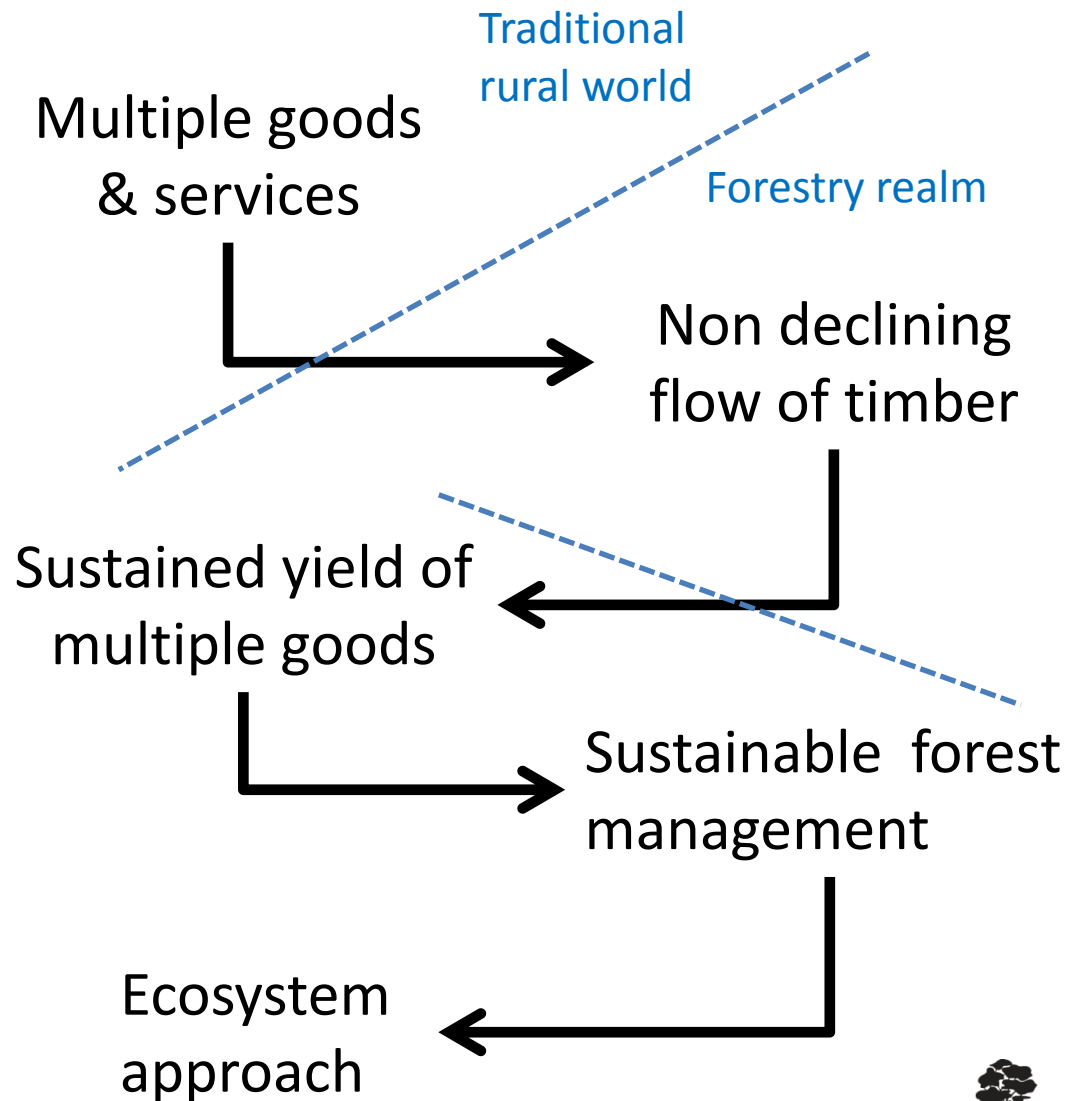 Traditional
rural world
Multiple goods
& services
Forestry realm
Non declining
flow of timber
Sustained yield of
multiple goods
Sustainable  forest
management
Ecosystem
approach